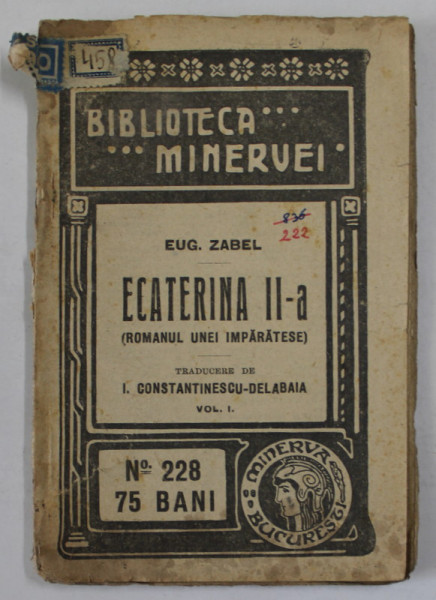 458
BIBLIOTECA
MINERVEI
836
222
EUG. ZABEL
ECATERINA II-a
(ROMANUL UNEI IMPĂRĂTESE)
TRADUCERE DE
I. CONSTANTINESCU-DELABAIA
VOL. I.
No. 228
75 BANI
MINERVA
BUCUREȘTI